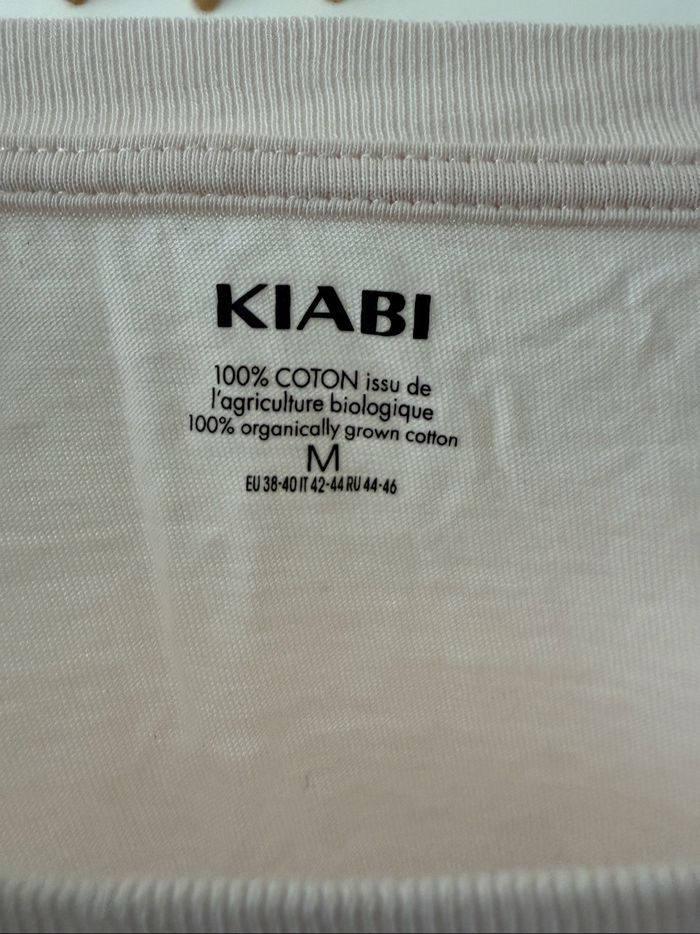 KIABI
100% COTON issu de
l'agriculture biologique
100% organically grown cotton
M
EU 38-40 IT 42-44 RU 44-46